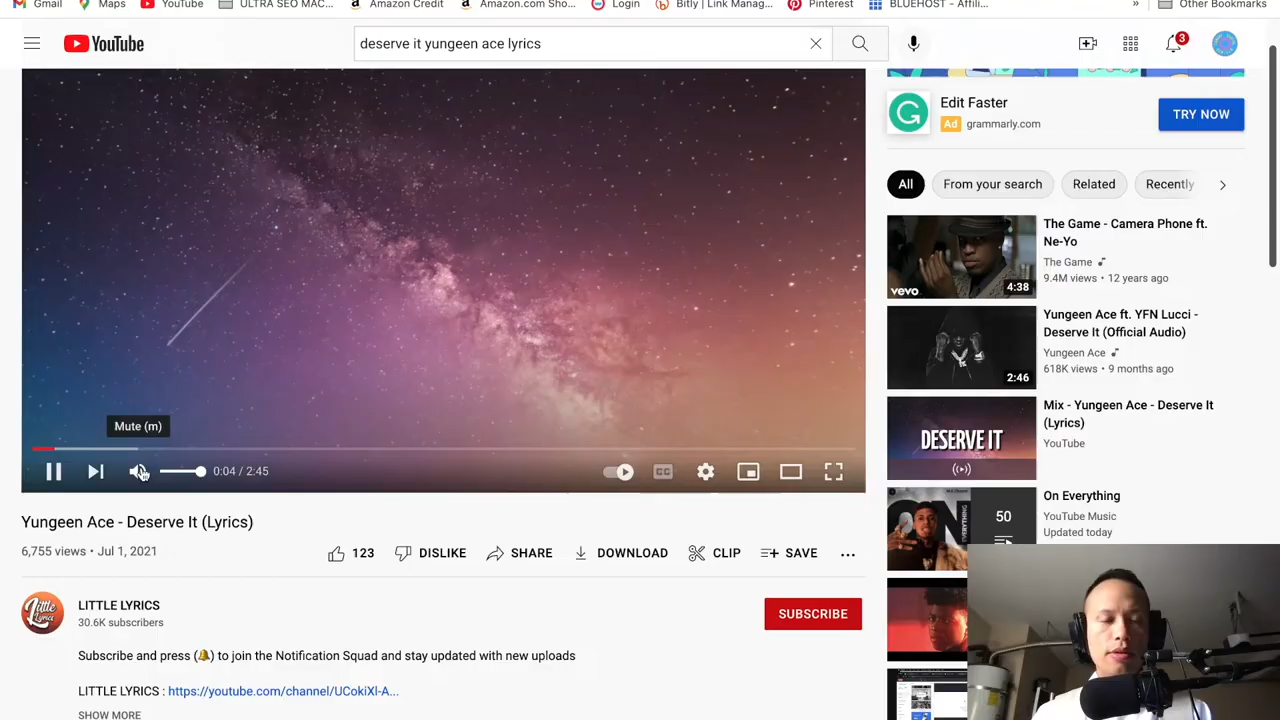 Gmail Maps YouTube ULTRA SEO MAC... Amazon Credit Amazon.com Sho... Login Bitly | Link Manag... Pinterest BLUEHOST - Affili... » Other Bookmarks
YouTube
deserve it yungeen ace lyrics
3
Edit Faster
Ad grammarly.com
TRY NOW
All From your search Related Recently
The Game - Camera Phone ft.
Ne-Yo
The Game
9.4M views • 12 years ago
vevo 4:38
Yungeen Ace ft. YFN Lucci -
Deserve It (Official Audio)
Yungeen Ace
618K views • 9 months ago
2:46
Mix - Yungeen Ace - Deserve It
(Lyrics)
YouTube
DESERVE IT
On Everything
YouTube Music
Updated today
50
Mute (m)
0:04 / 2:45
CC
Yungeen Ace - Deserve It (Lyrics)
6,755 views • Jul 1, 2021
123 DISLIKE SHARE DOWNLOAD CLIP SAVE ...
Little Lyrics
LITTLE LYRICS
30.6K subscribers
SUBSCRIBE
Subscribe and press (🔔) to join the Notification Squad and stay updated with new uploads
LITTLE LYRICS : https://youtube.com/channel/UCokiXl-A...
SHOW MORE